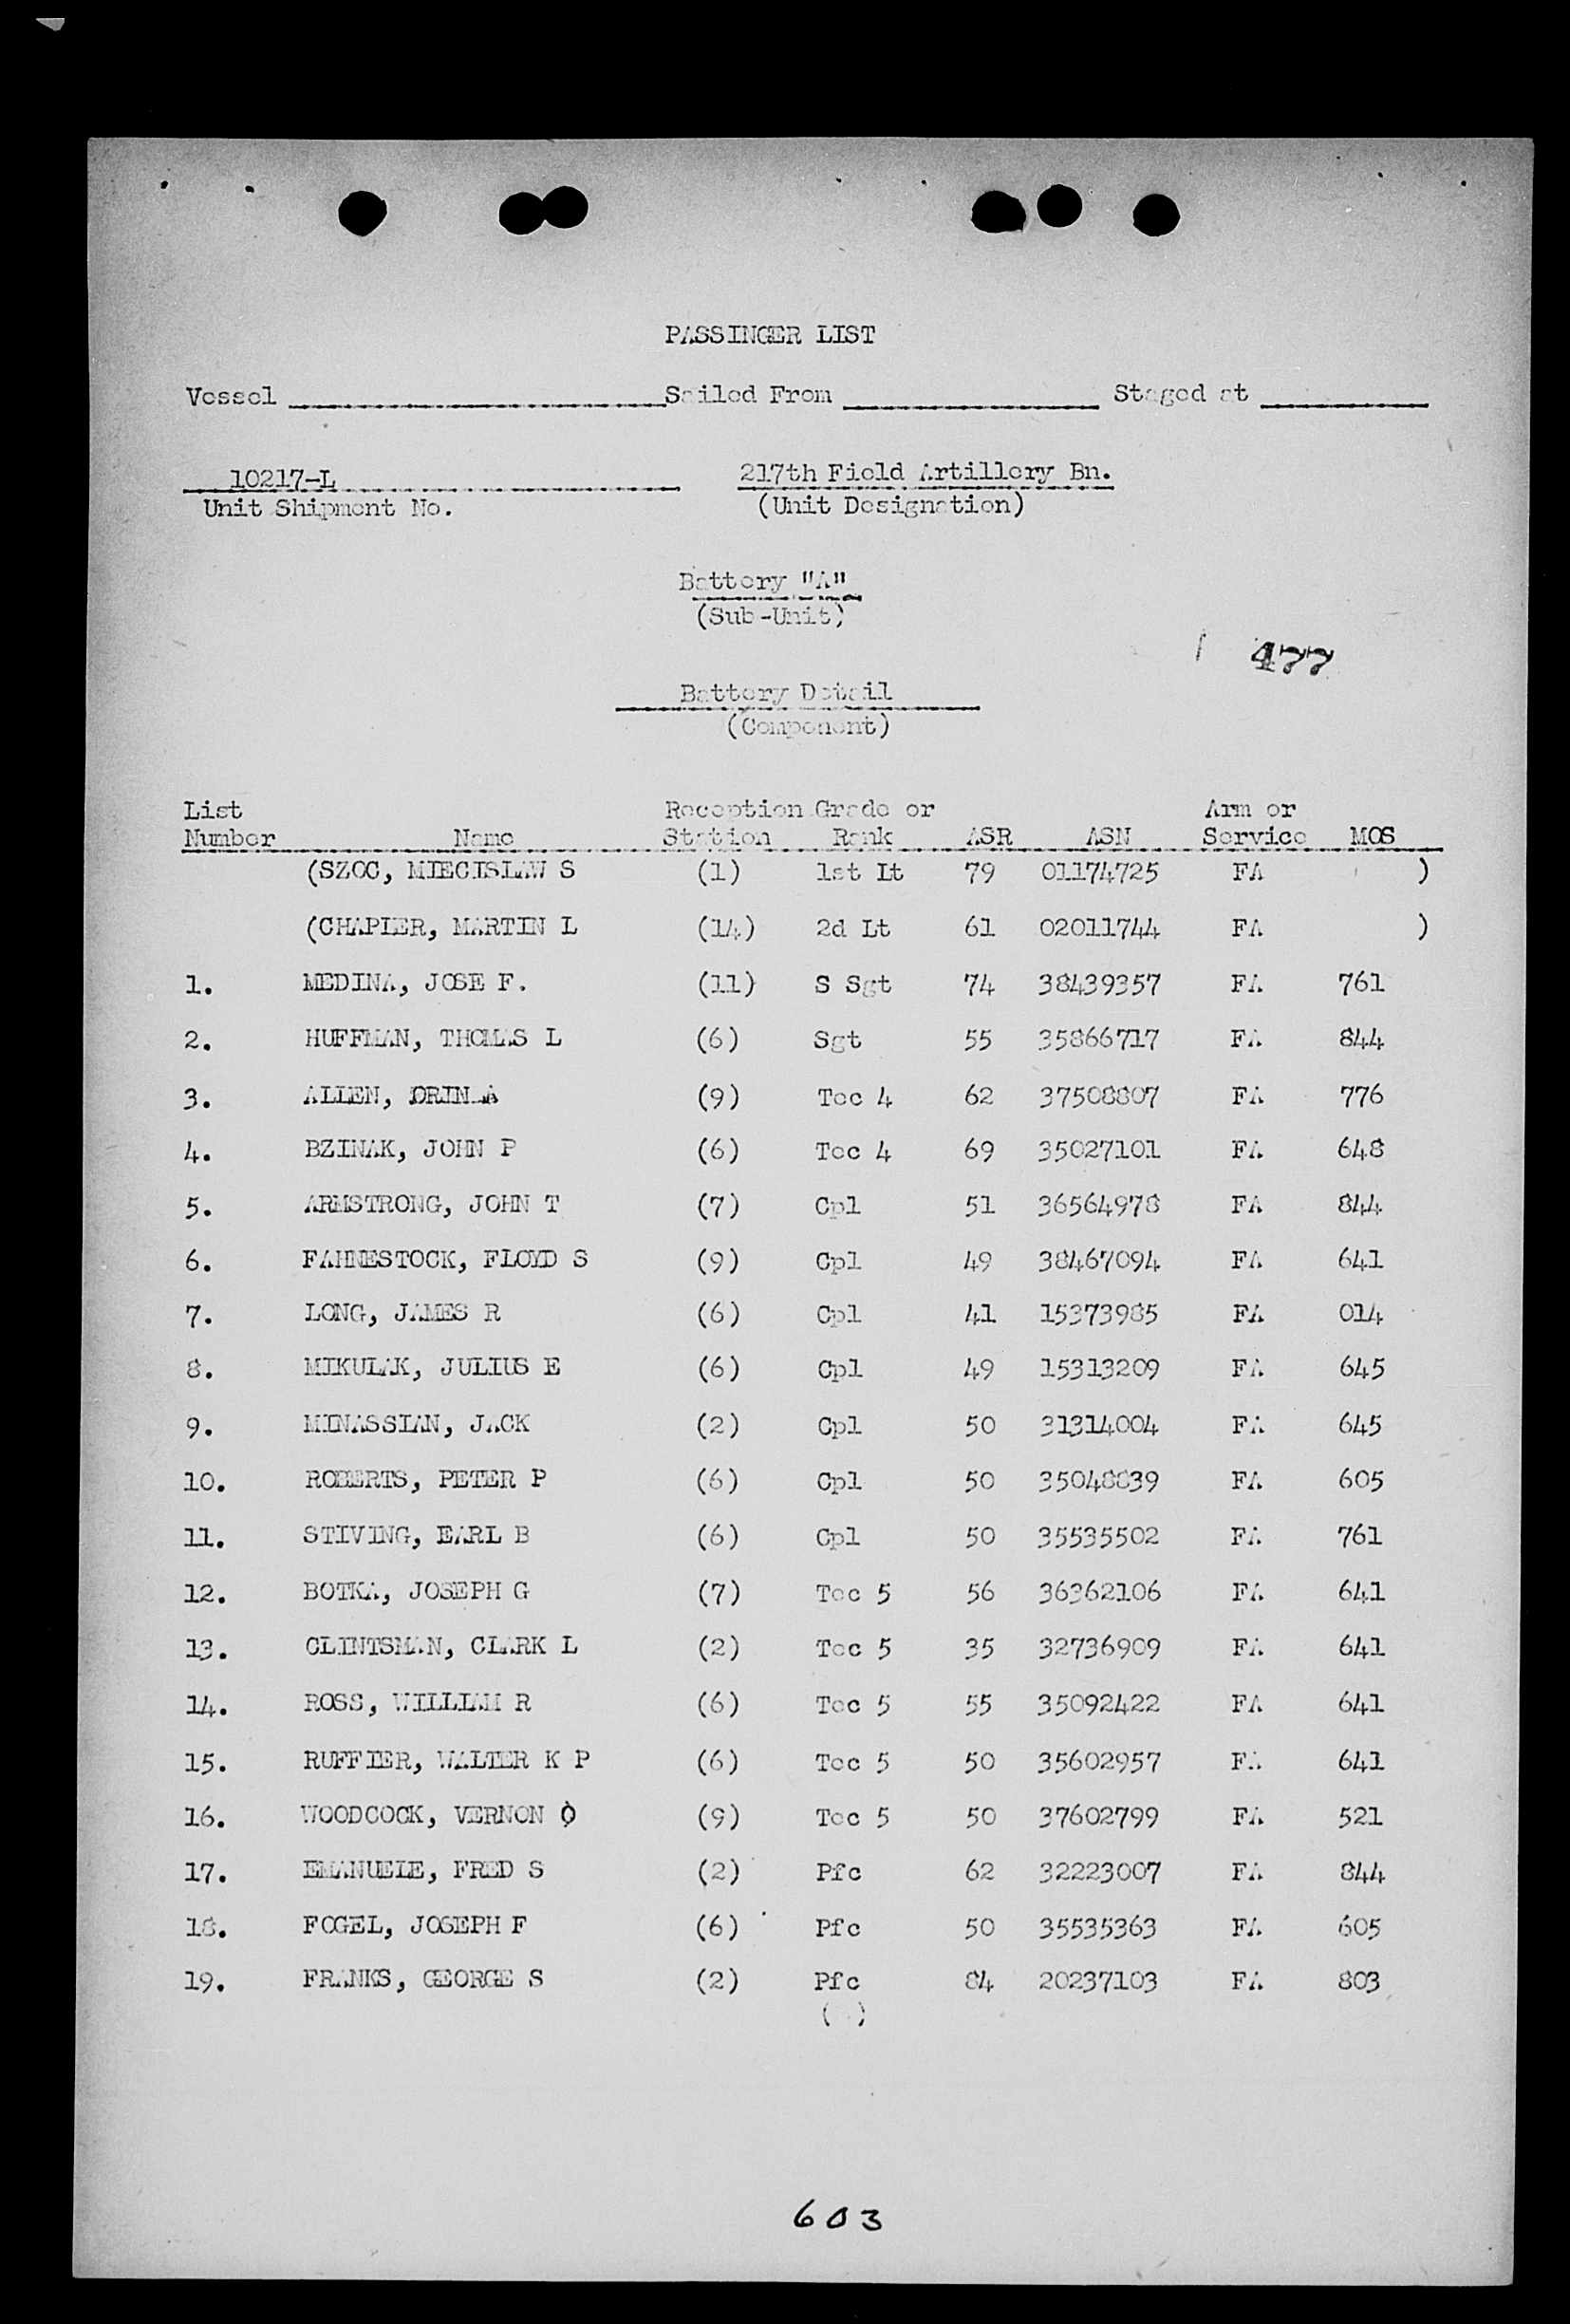 PASSINGER LIST
Vessel Sailed From Staged at
10217-L 217th Field Artillery Bn.
Unit Shipment No. (Unit Designation)
Battery "A"
(Sub-Unit)
477
Battery Detail
(Component)
List Reception Grade or Arm or
Number Name Station Rank ASR ASN Service MOS
(SZOC, MIECISLAW S (1) 1st Lt 79 01174725 FA )
(CHAPLER, MARTIN L (14) 2d Lt 61 02011744 FA )
1. MEDINA, JOSE F. (11) S Sgt 74 38439357 FA 761
2. HUFFMAN, THOMAS L (6) Sgt 55 35866717 FA 844
3. ALLEN, ORIN A (9) Tec 4 62 37508807 FA 776
4. BZINAK, JOHN P (6) Tec 4 69 35027101 FA 648
5. ARMSTRONG, JOHN T (7) Cpl 51 36564978 FA 844
6. FAHNESTOCK, FLOYD S (9) Cpl 49 38467094 FA 641
7. LONG, JAMES R (6) Cpl 41 15373985 FA 014
8. MIKULAK, JULIUS E (6) Cpl 49 15313209 FA 645
9. MINASSIAN, JACK (2) Cpl 50 31314004 FA 645
10. ROBERTS, PETER P (6) Cpl 50 35048839 FA 605
11. STIVING, EARL B (6) Cpl 50 35535502 FA 761
12. BOTKA, JOSEPH G (7) Tec 5 56 36362106 FA 641
13. CLINTSMAN, CLARK L (2) Tec 5 35 32736909 FA 641
14. ROSS, WILLIAM R (6) Tec 5 55 35092422 FA 641
15. RUFFIER, WALTER K P (6) Tec 5 50 35602957 FA 641
16. WOODCOCK, VERNON O (9) Tec 5 50 37602799 FA 521
17. EMANUELE, FRED S (2) Pfc 62 32223007 FA 844
18. FOGEL, JOSEPH F (6) Pfc 50 35535363 FA 605
19. FRANKS, GEORGE S (2) Pfc 84 20237103 FA 803
( )
603